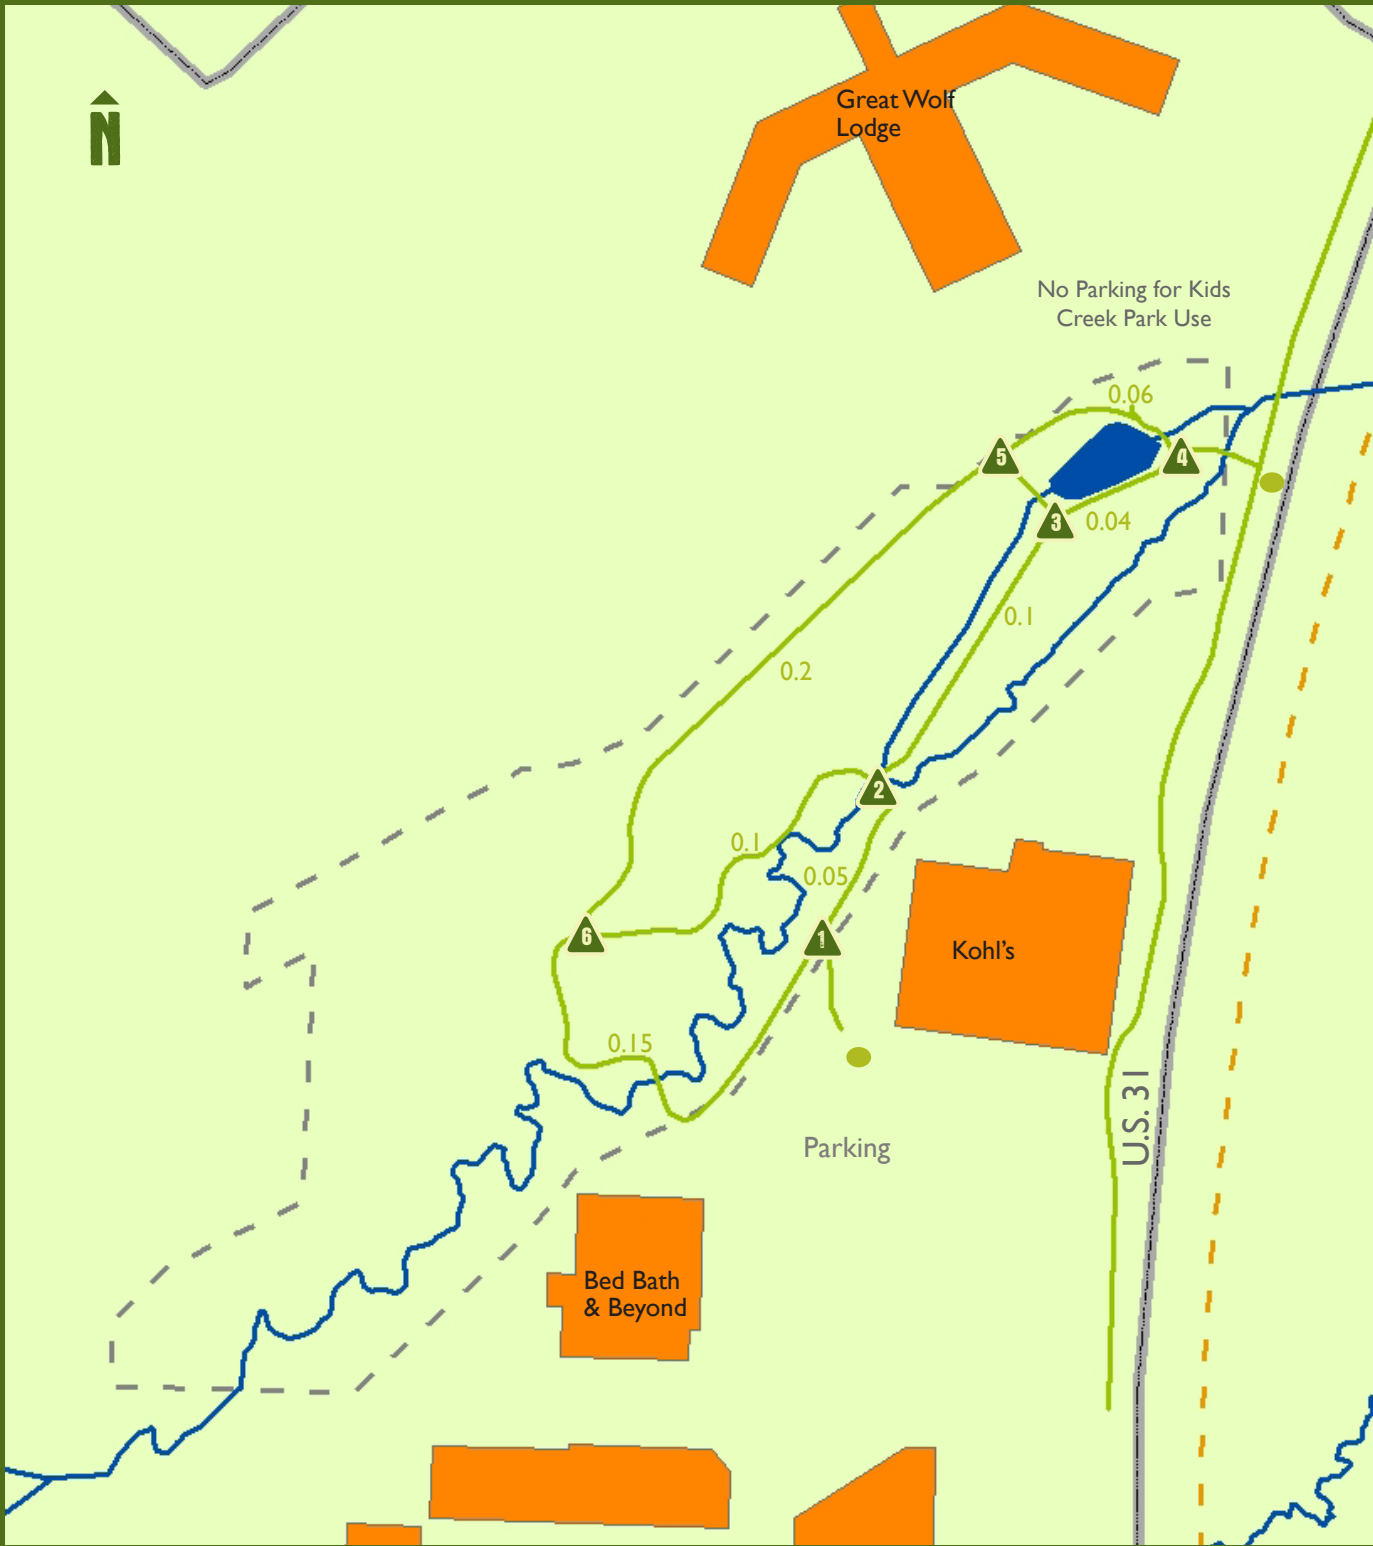 N
Great Wolf
Lodge
No Parking for Kids
Creek Park Use
0.06
5
4
3
0.04
0.1
0.2
2
0.1
0.05
6
1
Kohl's
0.15
U.S. 31
Parking
Bed Bath
& Beyond